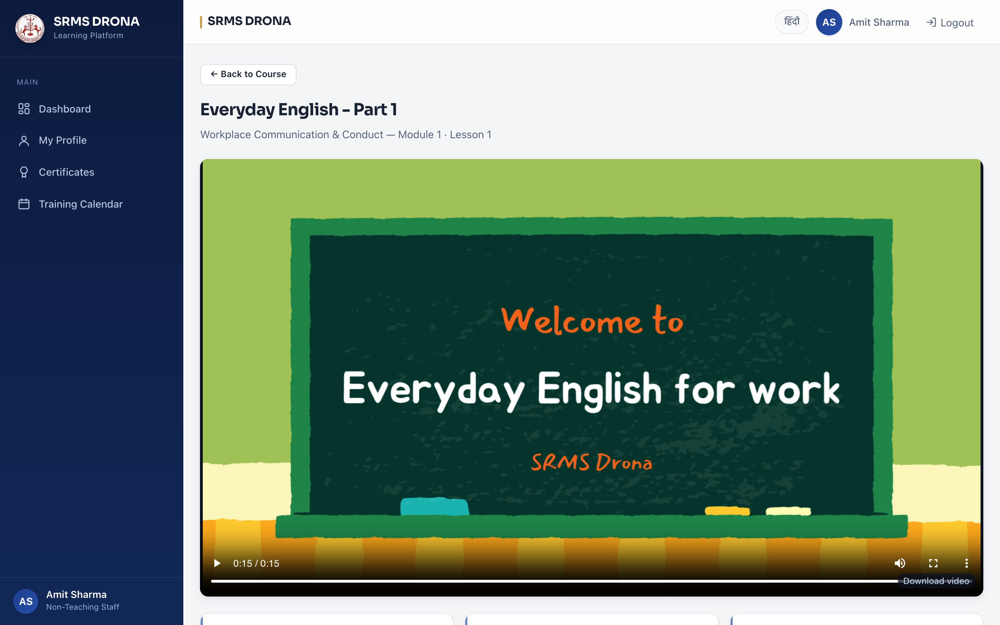 SRMS DRONA
Learning Platform
MAIN
Dashboard
My Profile
Certificates
Training Calendar
AS
Amit Sharma
Non-Teaching Staff
SRMS DRONA
हिंदी
AS
Amit Sharma
Logout
← Back to Course
Everyday English – Part 1
Workplace Communication & Conduct — Module 1 · Lesson 1
Welcome to
Everyday English for work
SRMS Drona
0:15 / 0:15
Download video